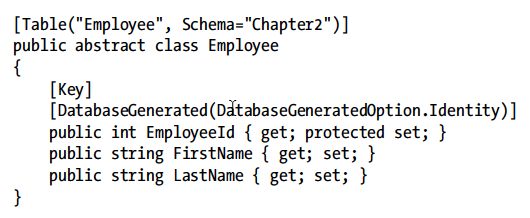 [Table("Employee", Schema="Chapter2")]
public abstract class Employee
{
    [Key]
    [DatabaseGenerated(DatabaseGeneratedOption.Identity)]
    public int EmployeeId { get; protected set; }
    public string FirstName { get; set; }
    public string LastName { get; set; }
}